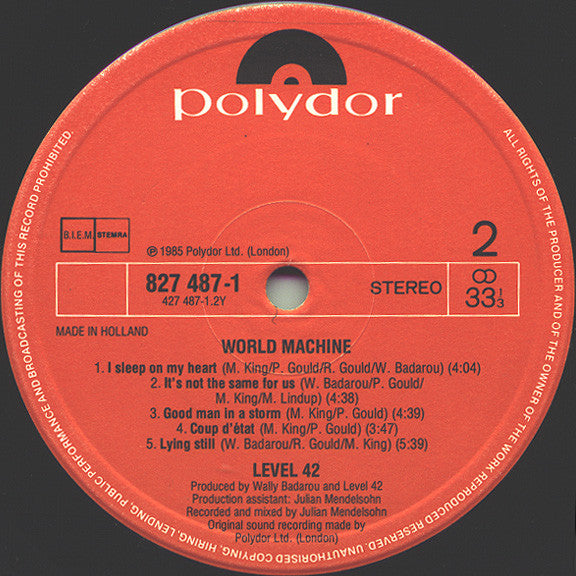 polydor
ALL RIGHTS OF THE PRODUCER AND OF THE OWNER OF THE WORK REPRODUCED RESERVED. UNAUTHORISED COPYING, HIRING, LENDING, PUBLIC PERFORMANCE AND BROADCASTING OF THIS RECORD PROHIBITED.
B.I.E.M. STEMRA
℗ 1985 Polydor Ltd. (London)
2
827 487-1
427 487-1.2Y
STEREO
33 1/3
MADE IN HOLLAND
WORLD MACHINE
1. I sleep on my heart (M. King/P. Gould/R. Gould/W. Badarou) (4:04)
2. It's not the same for us (W. Badarou/P. Gould/
M. King/M. Lindup) (4:38)
3. Good man in a storm (M. King/P. Gould) (4:39)
4. Coup d'état (M. King/P. Gould) (3:47)
5. Lying still (W. Badarou/R. Gould/M. King) (5:39)
LEVEL 42
Produced by Wally Badarou and Level 42
Production assistant: Julian Mendelsohn
Recorded and mixed by Julian Mendelsohn
Original sound recording made by
Polydor Ltd. (London)